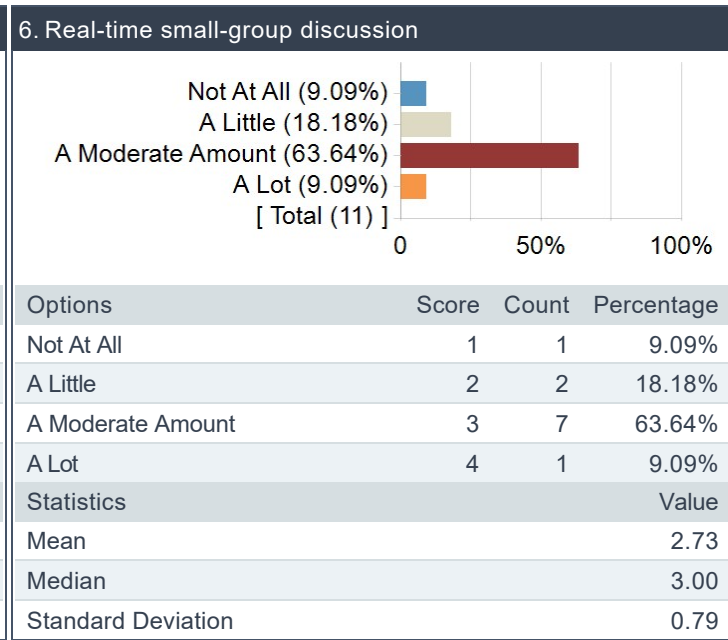 6. Real-time small-group discussion
Not At All (9.09%)
A Little (18.18%)
A Moderate Amount (63.64%)
A Lot (9.09%)
[ Total (11) ]
0 50% 100%
Options Score Count Percentage
Not At All 1 1 9.09%
A Little 2 2 18.18%
A Moderate Amount 3 7 63.64%
A Lot 4 1 9.09%
Statistics Value
Mean 2.73
Median 3.00
Standard Deviation 0.79